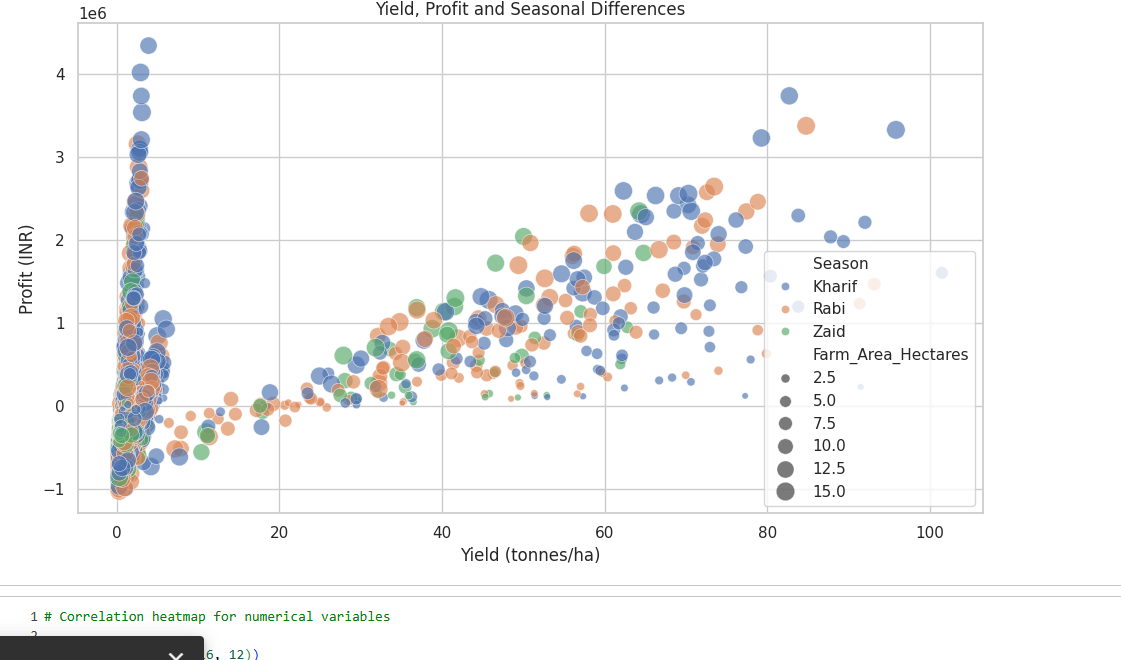 Yield, Profit and Seasonal Differences
1e6
4
3
2
1
0
−1
Profit (INR)
0 20 40 60 80 100
Yield (tonnes/ha)
Season
Kharif
Rabi
Zaid
Farm_Area_Hectares
2.5
5.0
7.5
10.0
12.5
15.0
1 # Correlation heatmap for numerical variables
2
6, 12))